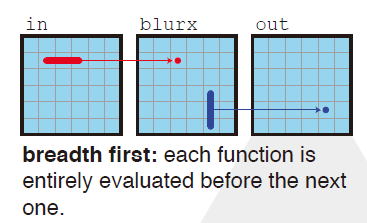 in blurx out
breadth first: each function is
entirely evaluated before the next
one.